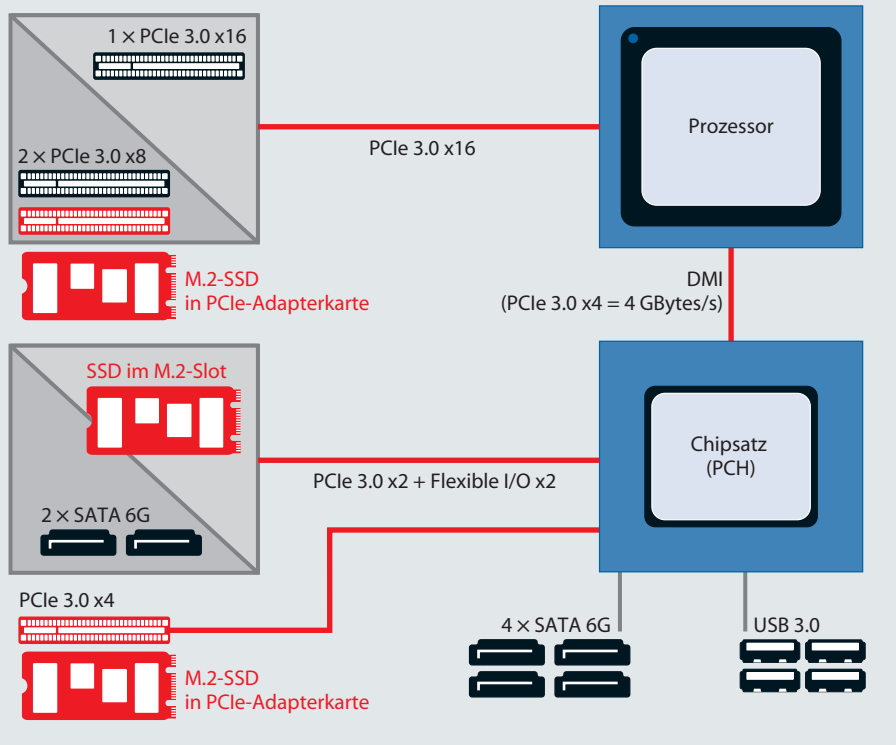 1 × PCIe 3.0 x16
2 × PCIe 3.0 x8
M.2-SSD
in PCIe-Adapterkarte
PCIe 3.0 x16
Prozessor
DMI
(PCIe 3.0 x4 = 4 GBytes/s)
SSD im M.2-Slot
2 × SATA 6G
PCIe 3.0 x2 + Flexible I/O x2
Chipsatz
(PCH)
PCIe 3.0 x4
M.2-SSD
in PCIe-Adapterkarte
4 × SATA 6G
USB 3.0